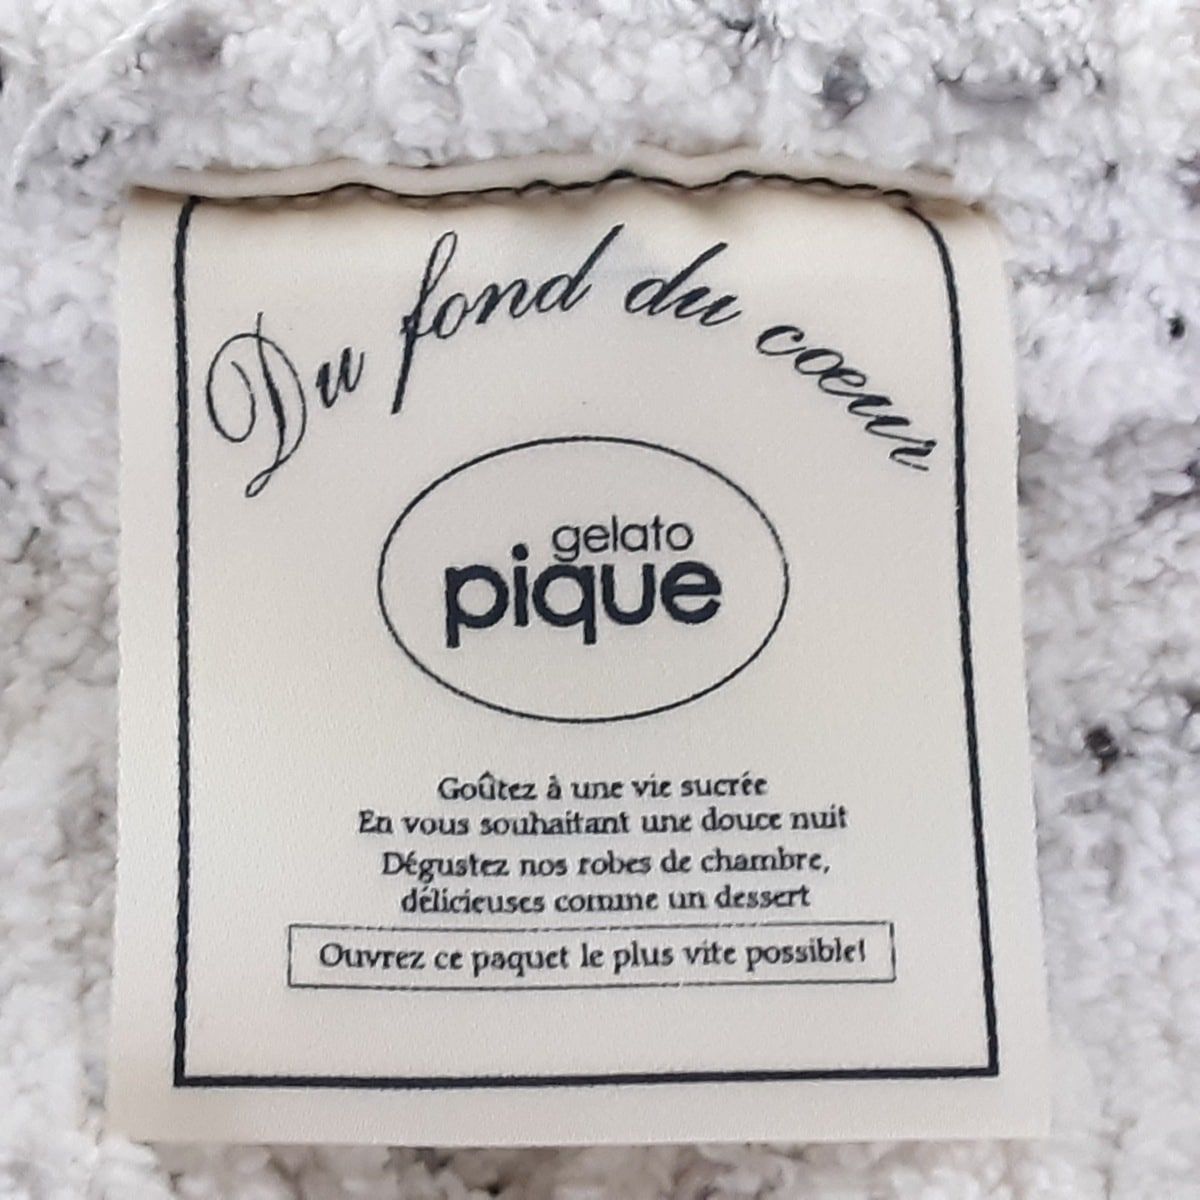 Du fond du cœur
gelato
pique
Goûtez à une vie sucrée
En vous souhaitant une douce nuit
Dégustez nos robes de chambre,
délicieuses comme un dessert
Ouvrez ce paquet le plus vite possible!